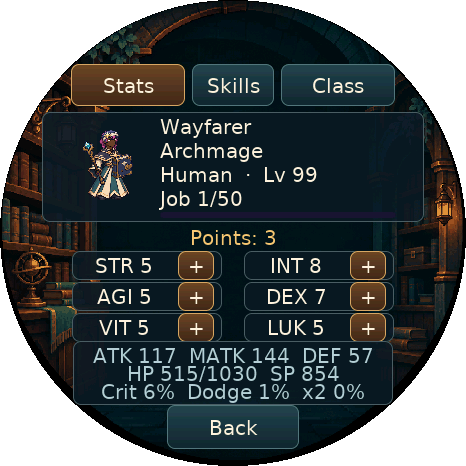 Stats Skills Class
Wayfarer
Archmage
Human · Lv 99
Job 1/50
Points: 3
STR 5 + INT 8 +
AGI 5 + DEX 7 +
VIT 5 + LUK 5 +
ATK 117 MATK 144 DEF 57
HP 515/1030 SP 854
Crit 6% Dodge 1% x2 0%
Back